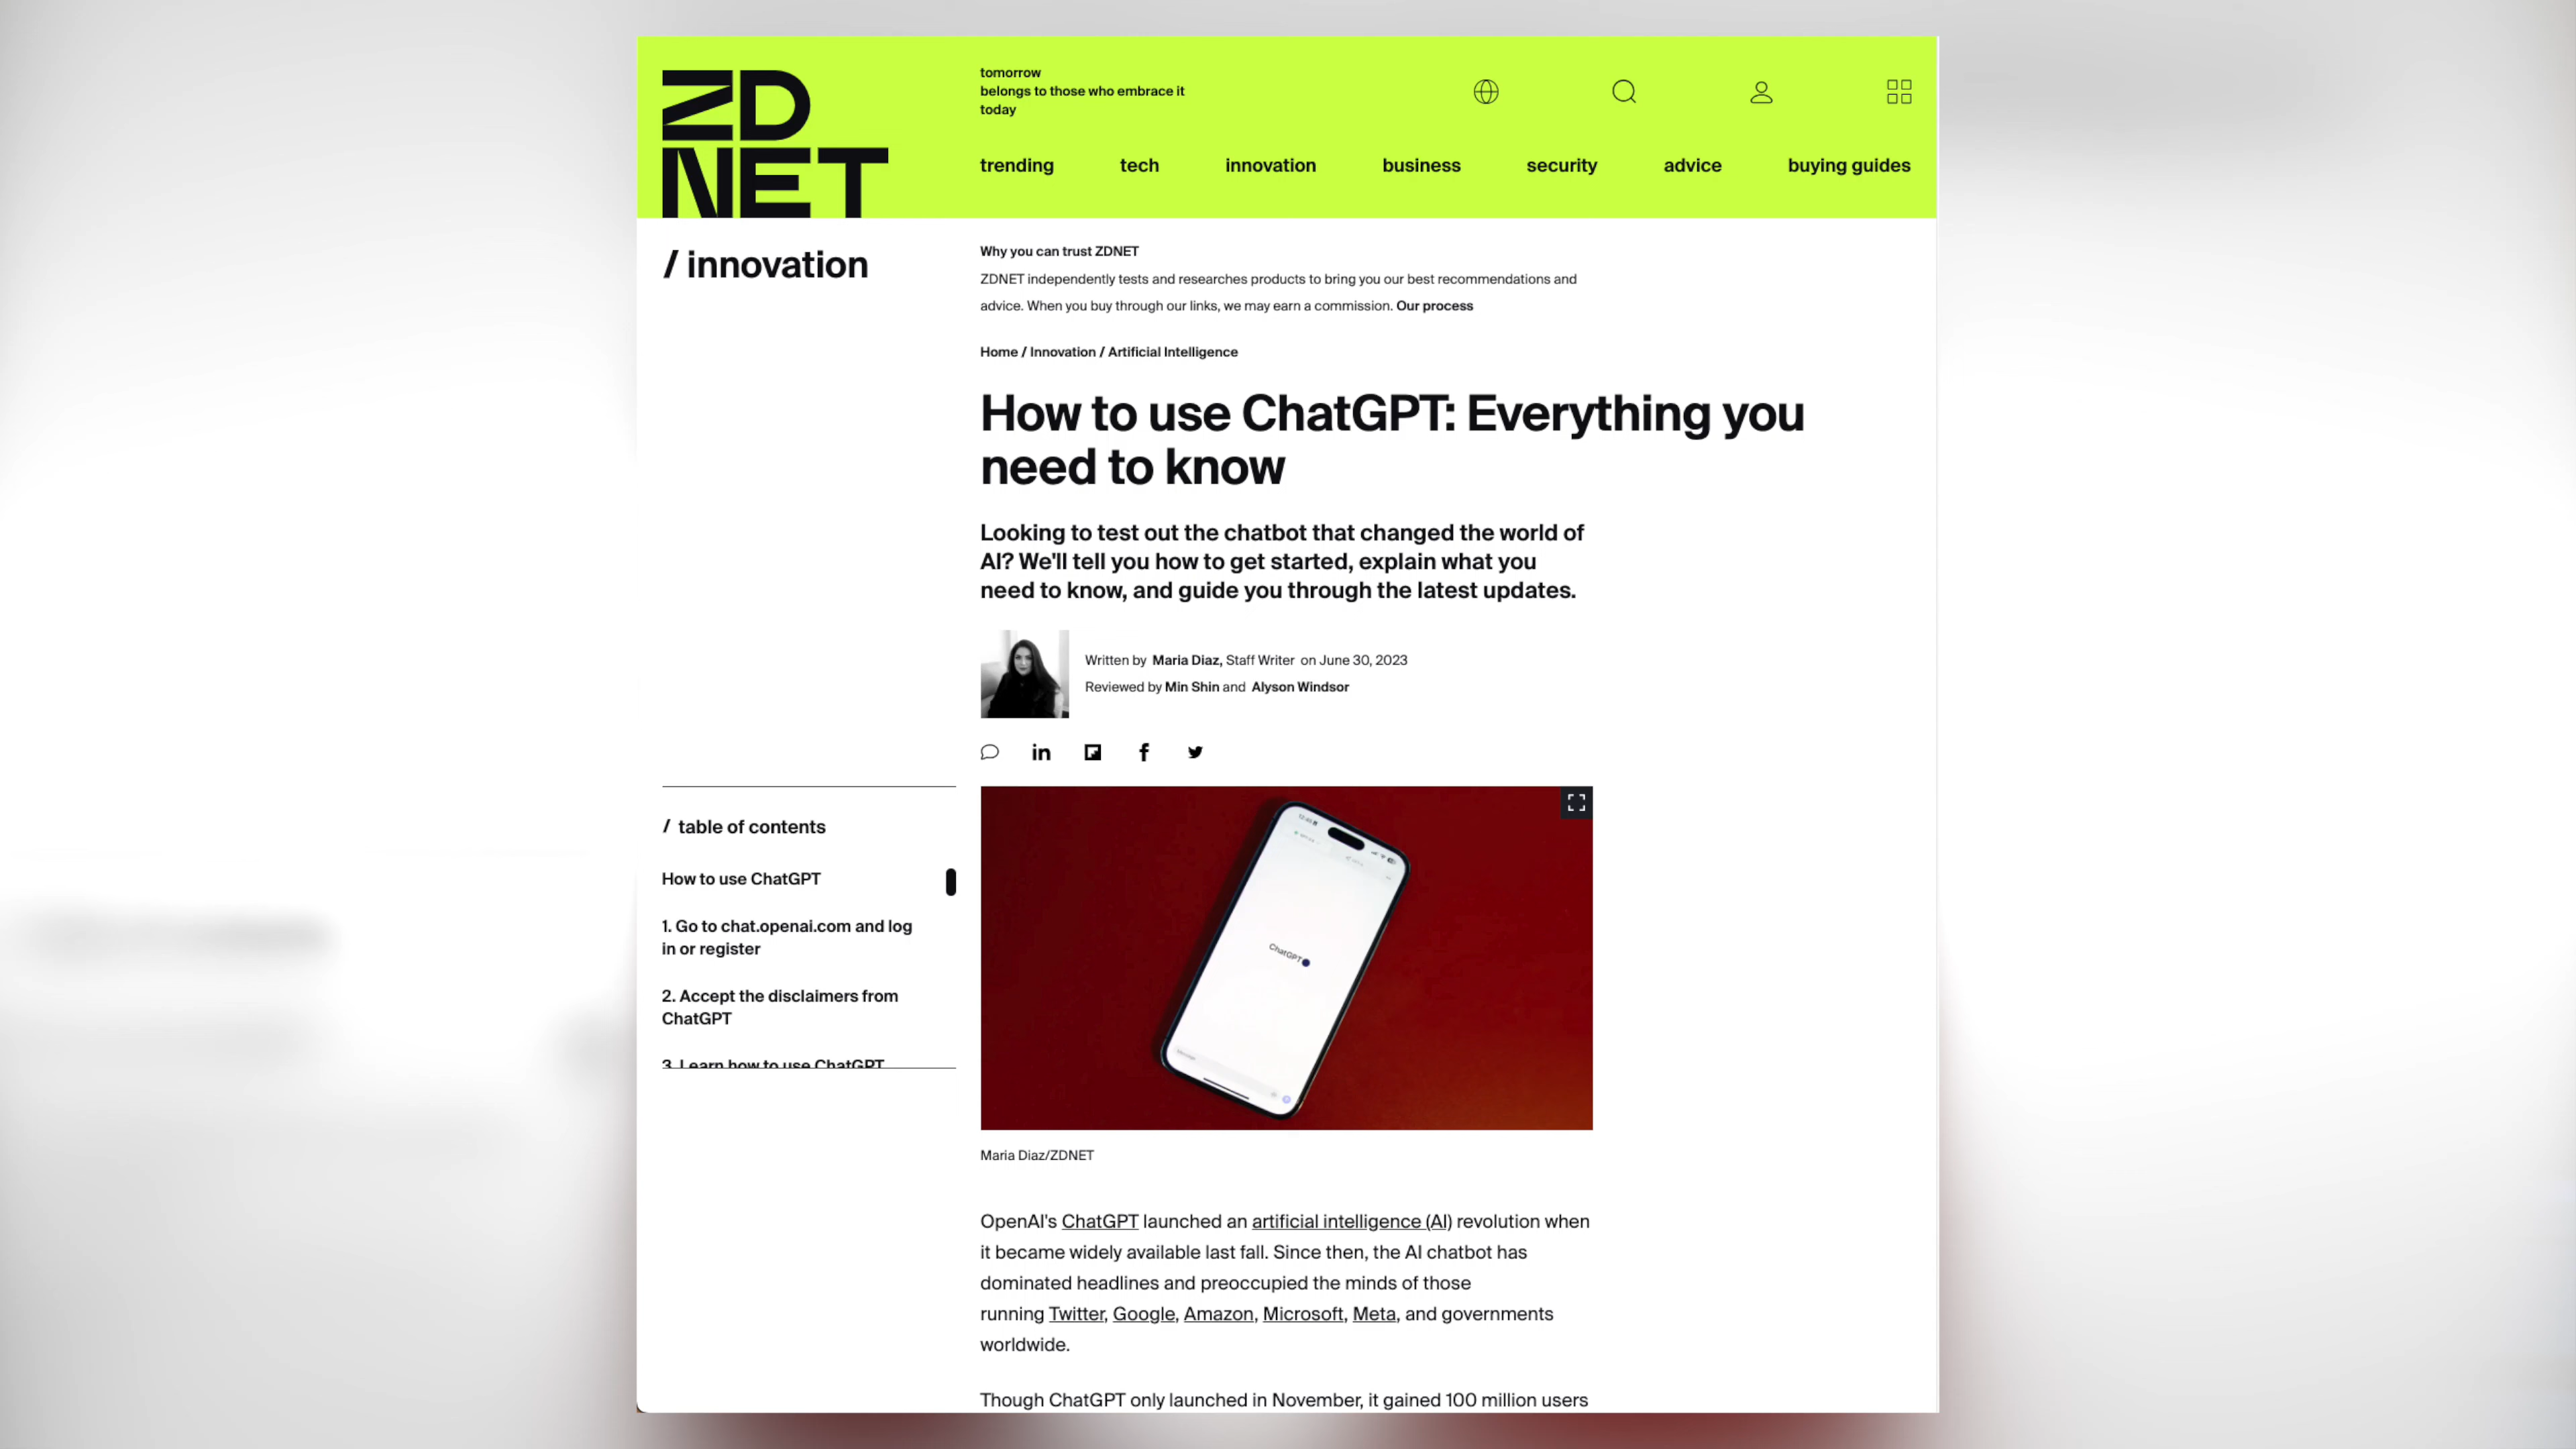 ZD
NET
tomorrow
belongs to those who embrace it
today
trending tech innovation business security advice buying guides
/ innovation
Why you can trust ZDNET
ZDNET independently tests and researches products to bring you our best recommendations and
advice. When you buy through our links, we may earn a commission. Our process
Home / Innovation / Artificial Intelligence
How to use ChatGPT: Everything you
need to know
Looking to test out the chatbot that changed the world of
AI? We'll tell you how to get started, explain what you
need to know, and guide you through the latest updates.
Written by Maria Diaz, Staff Writer on June 30, 2023
Reviewed by Min Shin and Alyson Windsor
in
f
/ table of contents
How to use ChatGPT
1. Go to chat.openai.com and log
in or register
2. Accept the disclaimers from
ChatGPT
3. Learn how to use ChatGPT
ChatGPT
Maria Diaz/ZDNET
OpenAI's ChatGPT launched an artificial intelligence (AI) revolution when
it became widely available last fall. Since then, the AI chatbot has
dominated headlines and preoccupied the minds of those
running Twitter, Google, Amazon, Microsoft, Meta, and governments
worldwide.
Though ChatGPT only launched in November, it gained 100 million users